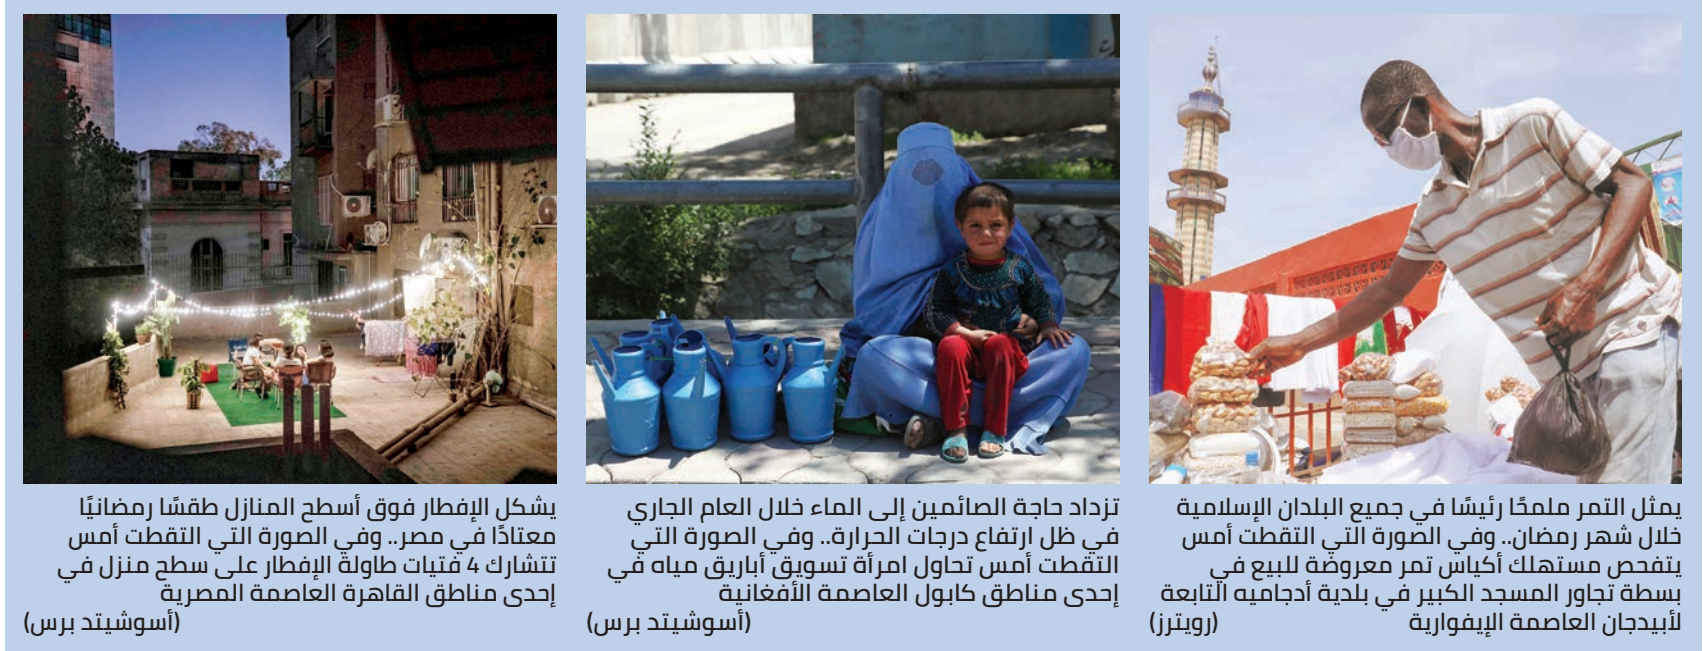 يمثل التمر ملمحًا رئيسًا في جميع البلدان الإسلامية
خلال شهر رمضان.. وفي الصورة التي التقطت أمس
يتفحص مستهلك أكياس تمر معروضة للبيع في
بسطة تجاور المسجد الكبير في بلدية أدجاميه التابعة
لأبيدجان العاصمة الإيفوارية (رويترز)
تزداد حاجة الصائمين إلى الماء خلال العام الجاري
في ظل ارتفاع درجات الحرارة.. وفي الصورة التي
التقطت أمس تحاول امرأة تسويق أباريق مياه في
إحدى مناطق كابول العاصمة الأفغانية
(أسوشيتد برس)
يشكل الإفطار فوق أسطح المنازل طقسًا رمضانيًا
معتادًا في مصر.. وفي الصورة التي التقطت أمس
تتشارك 4 فتيات طاولة الإفطار على سطح منزل في
إحدى مناطق القاهرة العاصمة المصرية
(أسوشيتد برس)